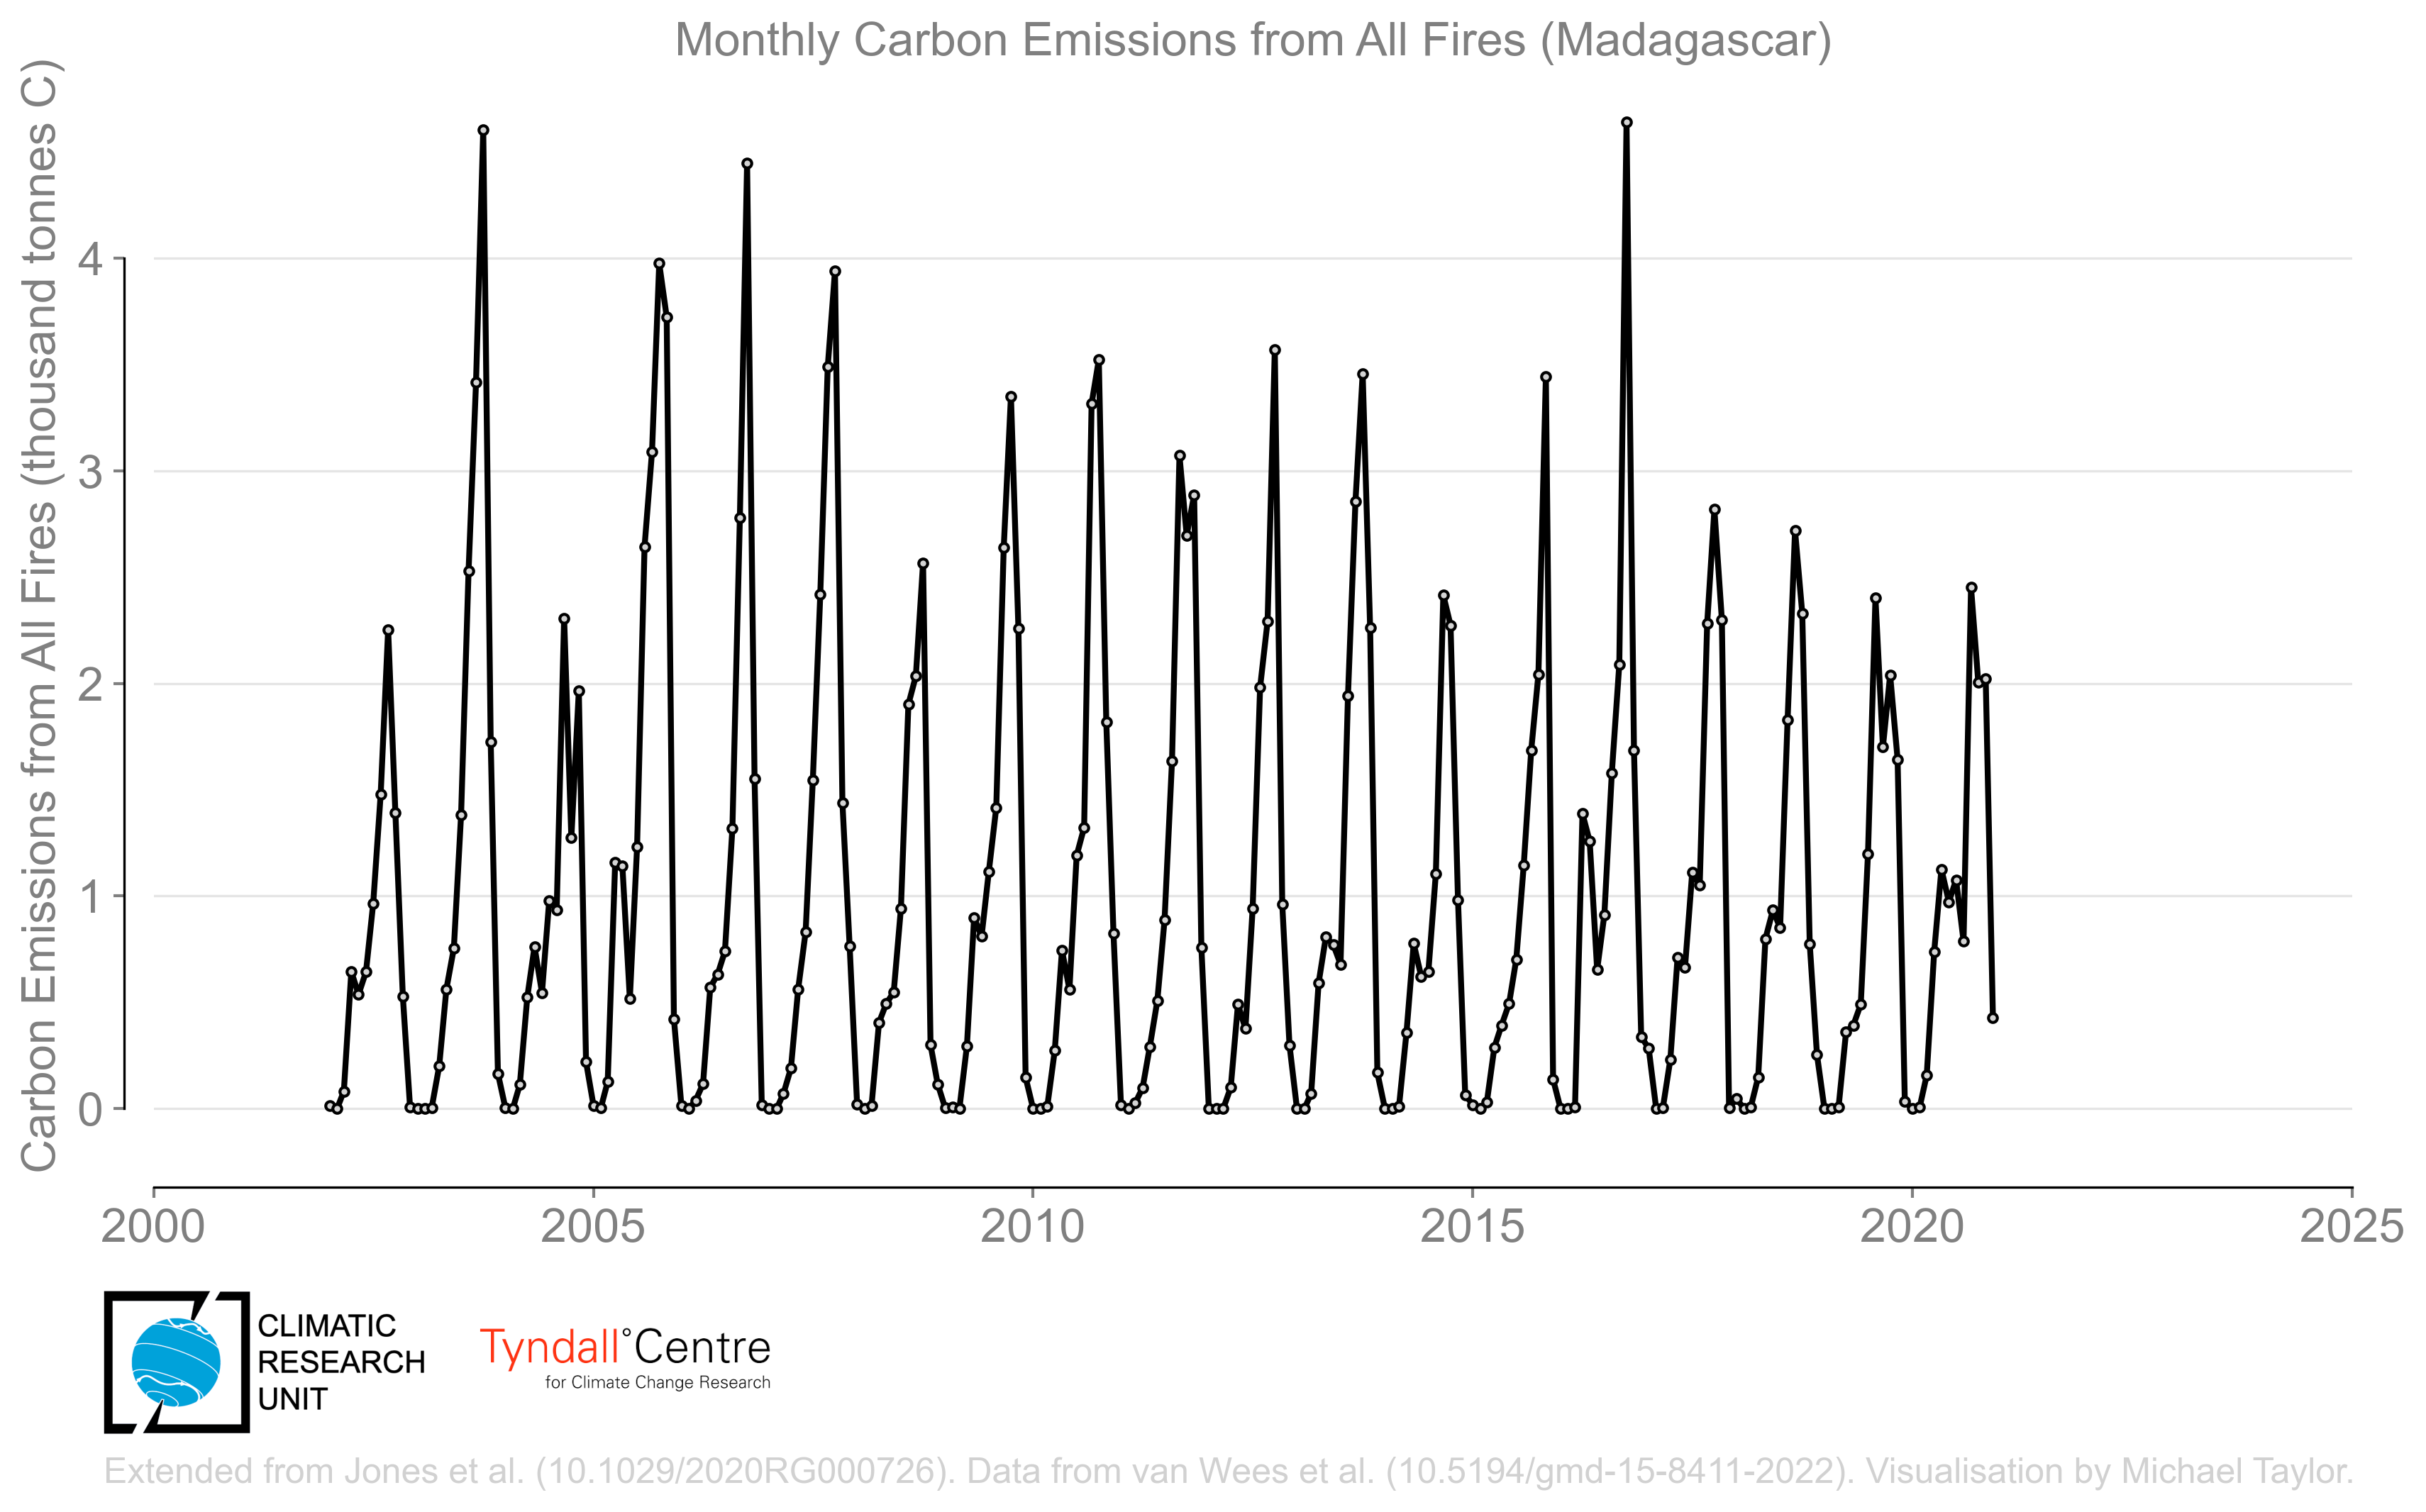 Monthly Carbon Emissions from All Fires (Madagascar)
Carbon Emissions from All Fires (thousand tonnes C)
4
3
2
1
0
2000 2005 2010 2015 2020 2025
CLIMATIC
RESEARCH
UNIT
Tyndall°Centre
for Climate Change Research
Extended from Jones et al. (10.1029/2020RG000726). Data from van Wees et al. (10.5194/gmd-15-8411-2022). Visualisation by Michael Taylor.